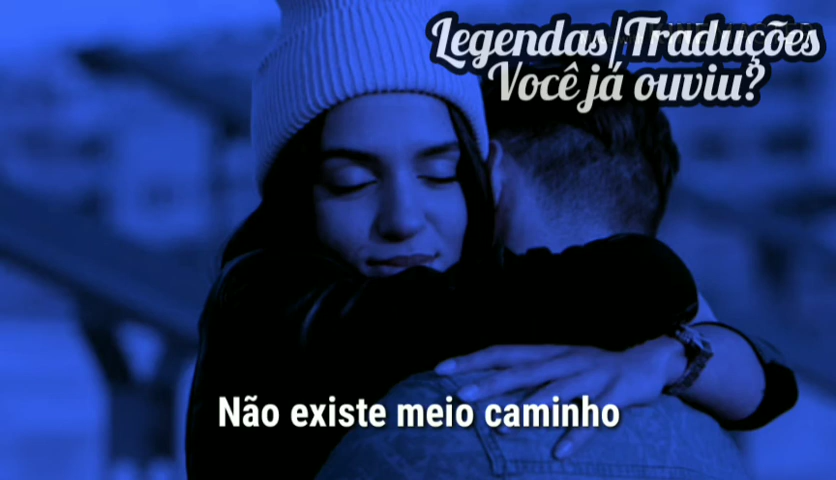 Legendas/Traduções
Você já ouviu?
Não existe meio caminho